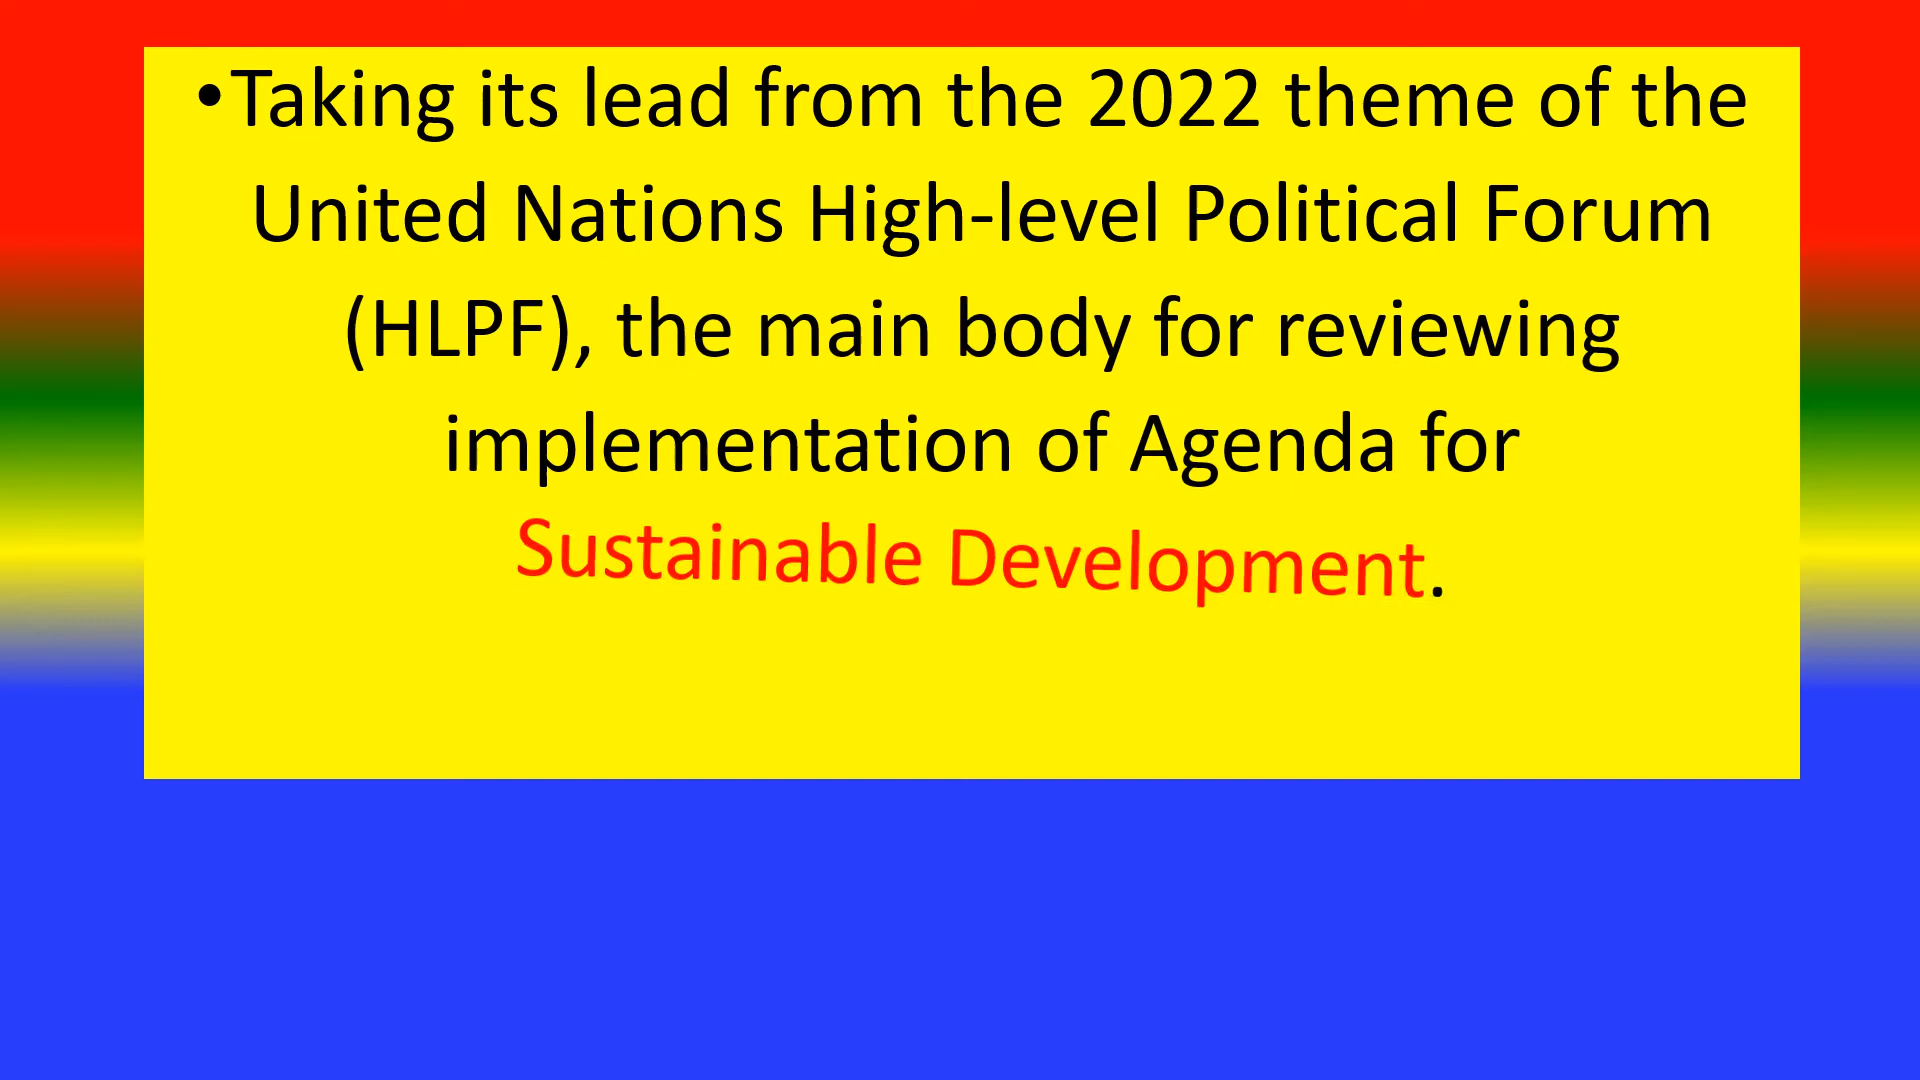 •Taking its lead from the 2022 theme of the
United Nations High-level Political Forum
(HLPF), the main body for reviewing
implementation of Agenda for
Sustainable Development.